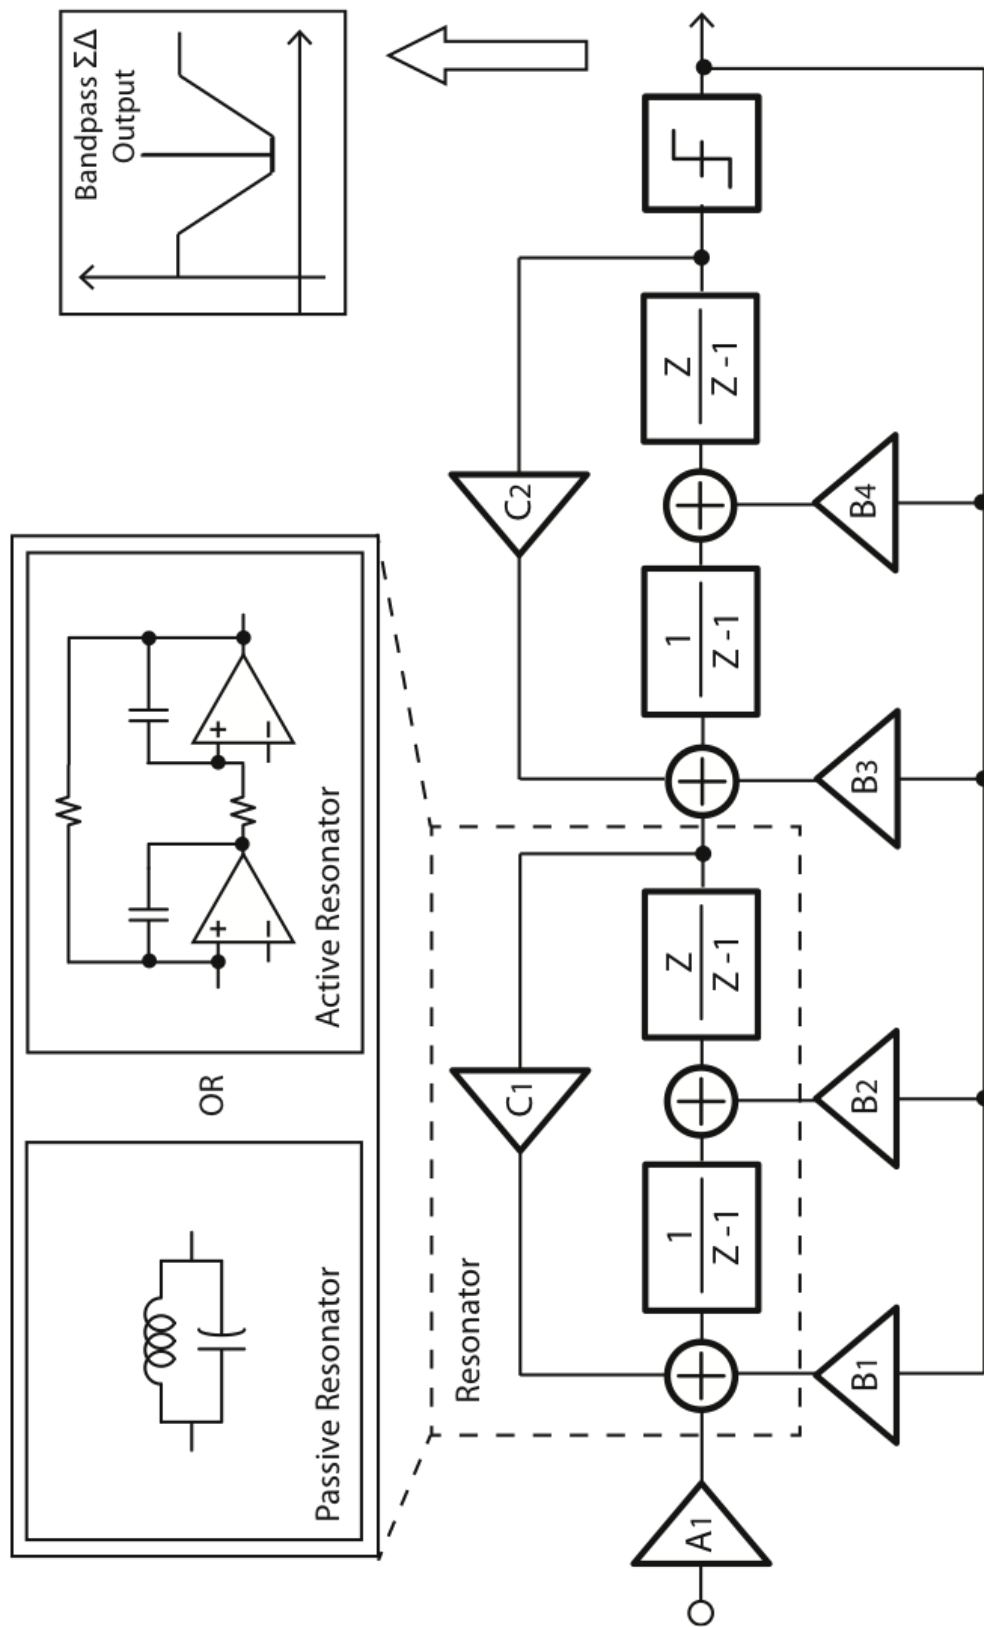 Bandpass ΣΔ
Output
Passive Resonator
OR
Active Resonator
+
−
+
−
Resonator
A1
C1
1
Z -1
Z
Z -1
C2
1
Z -1
Z
Z -1
B1
B2
B3
B4